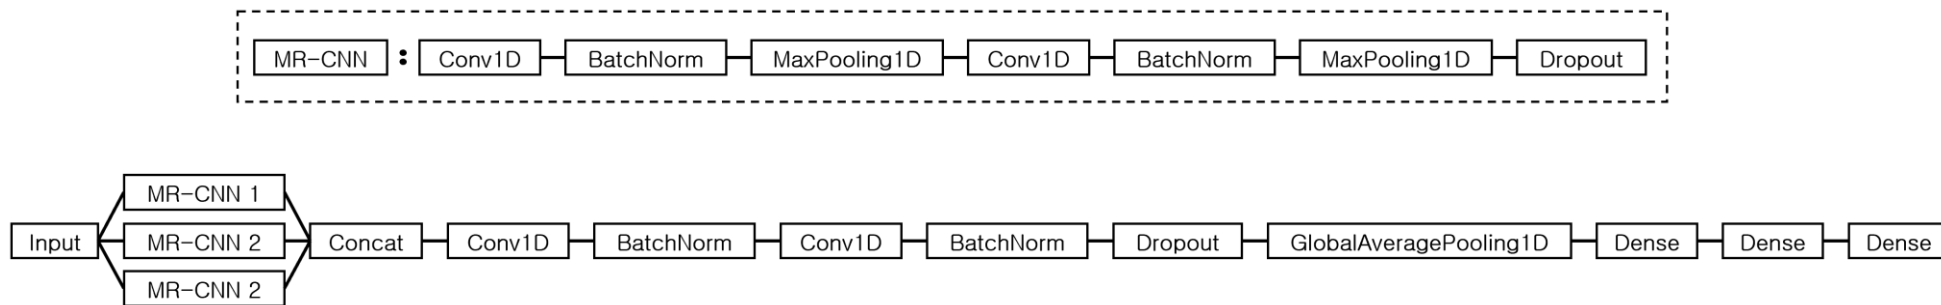 MR-CNN : Conv1D BatchNorm MaxPooling1D Conv1D BatchNorm MaxPooling1D Dropout
MR-CNN 1
Input MR-CNN 2 Concat Conv1D BatchNorm Conv1D BatchNorm Dropout GlobalAveragePooling1D Dense Dense Dense
MR-CNN 2